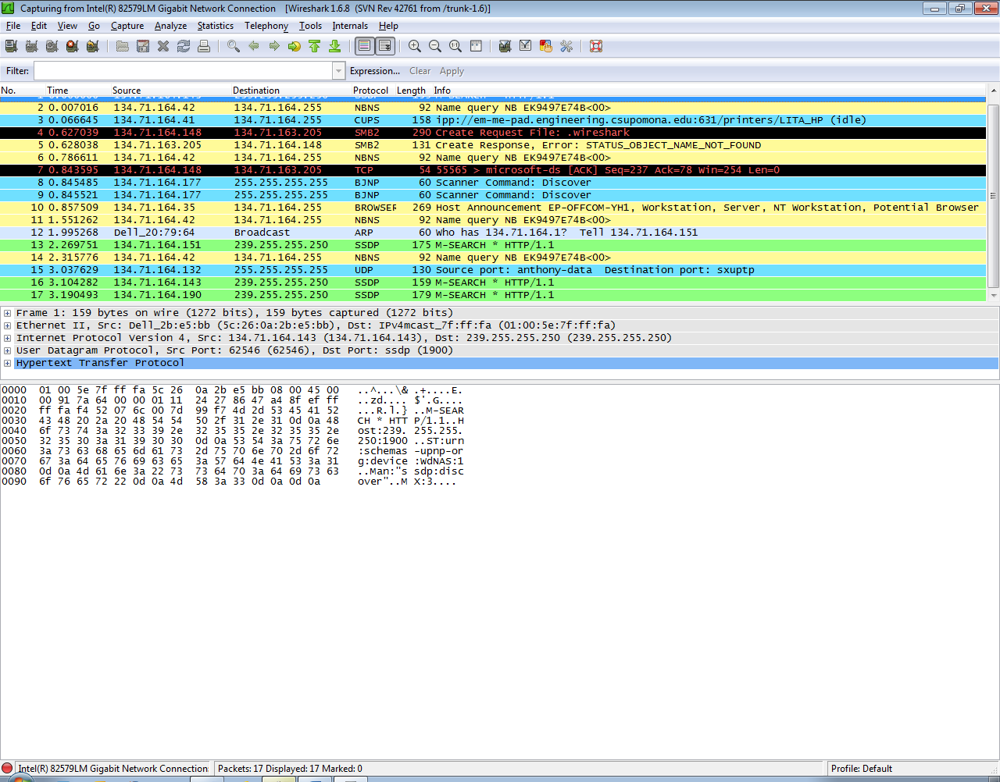 Capturing from Intel(R) 82579LM Gigabit Network Connection [Wireshark 1.6.8 (SVN Rev 42761 from /trunk-1.6)]
File Edit View Go Capture Analyze Statistics Telephony Tools Internals Help
Filter: Expression... Clear Apply
No. Time Source Destination Protocol Length Info
2 0.007016 134.71.164.42 134.71.164.255 NBNS 92 Name query NB EK9497E74B<00>
3 0.066645 134.71.164.41 134.71.164.255 CUPS 158 ipp://em-me-pad.engineering.csupomona.edu:631/printers/LITA_HP (idle)
4 0.627039 134.71.164.148 134.71.163.205 SMB2 290 Create Request File: .wireshark
5 0.628038 134.71.163.205 134.71.164.148 SMB2 131 Create Response, Error: STATUS_OBJECT_NAME_NOT_FOUND
6 0.786611 134.71.164.42 134.71.164.255 NBNS 92 Name query NB EK9497E74B<00>
7 0.843595 134.71.164.148 134.71.163.205 TCP 54 55565 > microsoft-ds [ACK] Seq=237 Ack=78 Win=254 Len=0
8 0.845485 134.71.164.177 255.255.255.255 BJNP 60 Scanner Command: Discover
9 0.845521 134.71.164.177 255.255.255.255 BJNP 60 Scanner Command: Discover
10 0.857509 134.71.164.35 134.71.164.255 BROWSER 269 Host Announcement EP-OFFCOM-YH1, Workstation, Server, NT Workstation, Potential Browser
11 1.551262 134.71.164.42 134.71.164.255 NBNS 92 Name query NB EK9497E74B<00>
12 1.995268 Dell_20:79:64 Broadcast ARP 60 Who has 134.71.164.1? Tell 134.71.164.151
13 2.269751 134.71.164.151 239.255.255.250 SSDP 175 M-SEARCH * HTTP/1.1
14 2.315776 134.71.164.42 134.71.164.255 NBNS 92 Name query NB EK9497E74B<00>
15 3.037629 134.71.164.132 255.255.255.255 UDP 130 Source port: anthony-data Destination port: sxuptp
16 3.104282 134.71.164.143 239.255.255.250 SSDP 159 M-SEARCH * HTTP/1.1
17 3.190493 134.71.164.190 239.255.255.250 SSDP 179 M-SEARCH * HTTP/1.1
Frame 1: 159 bytes on wire (1272 bits), 159 bytes captured (1272 bits)
Ethernet II, Src: Dell_2b:e5:bb (5c:26:0a:2b:e5:bb), Dst: IPv4mcast_7f:ff:fa (01:00:5e:7f:ff:fa)
Internet Protocol Version 4, Src: 134.71.164.143 (134.71.164.143), Dst: 239.255.255.250 (239.255.255.250)
User Datagram Protocol, Src Port: 62546 (62546), Dst Port: ssdp (1900)
Hypertext Transfer Protocol
0000 01 00 5e 7f ff fa 5c 26 0a 2b e5 bb 08 00 45 00 ..^...\& .+....E.
0010 00 91 7a 64 00 00 01 11 24 27 86 47 a4 8f ef ff ..zd.... $'.G....
0020 ff fa f4 52 07 6c 00 7d 99 f7 4d 2d 53 45 41 52 ...R.l.} ..M-SEAR
0030 43 48 20 2a 20 48 54 54 50 2f 31 2e 31 0d 0a 48 CH * HTT P/1.1..H
0040 6f 73 74 3a 32 33 39 2e 32 35 35 2e 32 35 35 2e ost:239. 255.255.
0050 32 35 30 3a 31 39 30 30 0d 0a 53 54 3a 75 72 6e 250:1900 ..ST:urn
0060 3a 73 63 68 65 6d 61 73 2d 75 70 6e 70 2d 6f 72 :schemas -upnp-or
0070 67 3a 64 65 76 69 63 65 3a 57 64 4e 41 53 3a 31 g:device :WdNAS:1
0080 0d 0a 4d 61 6e 3a 22 73 73 64 70 3a 64 69 73 63 ..Man:"s sdp:disc
0090 6f 76 65 72 22 0d 0a 4d 58 3a 33 0d 0a 0d 0a over"..M X:3....
Intel(R) 82579LM Gigabit Network Connection Packets: 17 Displayed: 17 Marked: 0 Profile: Default